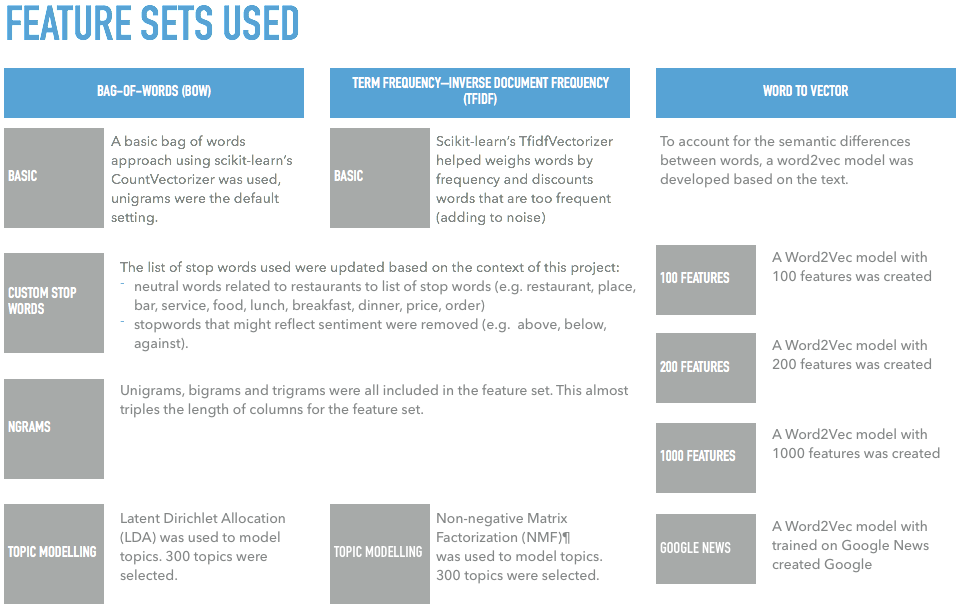 FEATURE SETS USED
BAG-OF-WORDS (BOW)
BASIC
A basic bag of words
approach using scikit-learn's
CountVectorizer was used,
unigrams were the default
setting.
TERM FREQUENCY—INVERSE DOCUMENT FREQUENCY
(TFIDF)
BASIC
Scikit-learn's TfidfVectorizer
helped weighs words by
frequency and discounts
words that are too frequent
(adding to noise)
CUSTOM STOP
WORDS
The list of stop words used were updated based on the context of this project:
- neutral words related to restaurants to list of stop words (e.g. restaurant, place,
bar, service, food, lunch, breakfast, dinner, price, order)
- stopwords that might reflect sentiment were removed (e.g. above, below,
against).
NGRAMS
Unigrams, bigrams and trigrams were all included in the feature set. This almost
triples the length of columns for the feature set.
TOPIC MODELLING
Latent Dirichlet Allocation
(LDA) was used to model
topics. 300 topics were
selected.
TOPIC MODELLING
Non-negative Matrix
Factorization (NMF)¶
was used to model topics.
300 topics were selected.
WORD TO VECTOR
To account for the semantic differences
between words, a word2vec model was
developed based on the text.
100 FEATURES
A Word2Vec model with
100 features was created
200 FEATURES
A Word2Vec model with
200 features was created
1000 FEATURES
A Word2Vec model with
1000 features was created
GOOGLE NEWS
A Word2Vec model with
trained on Google News
created Google